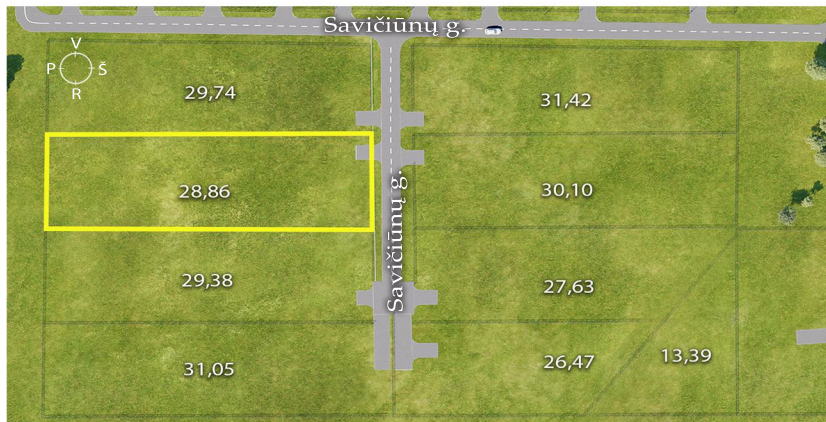 Savičiūnų g.
V
P Š
R
29,74
31,42
28,86
30,10
Savičiūnų g.
29,38
27,63
31,05
26,47
13,39